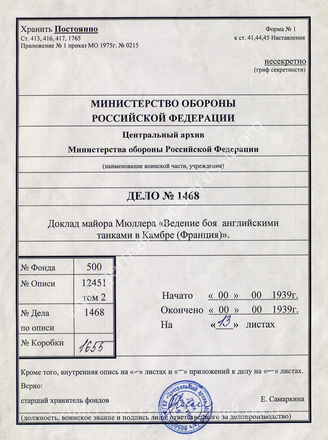 Хранить Постоянно
Форма № 1
Ст. 413, 416, 417, 1765
к ст. 41,44,45 Наставления
Приложение № 1 приказ МО 1975г. № 0215
несекретно
(гриф секретности)
МИНИСТЕРСТВО ОБОРОНЫ
РОССИЙСКОЙ ФЕДЕРАЦИИ
Центральный архив
Министерства обороны Российской Федерации
(наименование воинской части, учреждения)
ДЕЛО № 1468
Доклад майора Мюллера «Ведение боя английскими
танками в Камбре (Франция)».
№ Фонда 500
№ Описи 12451
том 2
№ Дела 1468
по описи
№ Коробки 1655
Начато « 00 » 00 1939г.
Окончено « 00 » 00 1939г.
На « 13 » листах
Кроме того, внутренняя опись на «–» листах и «–» приложений к делу на «–» листах.
Верно:
старший хранитель фондов Е. Самаркина
(должность, воинское звание и подпись лица ответственного за делопроизводство)